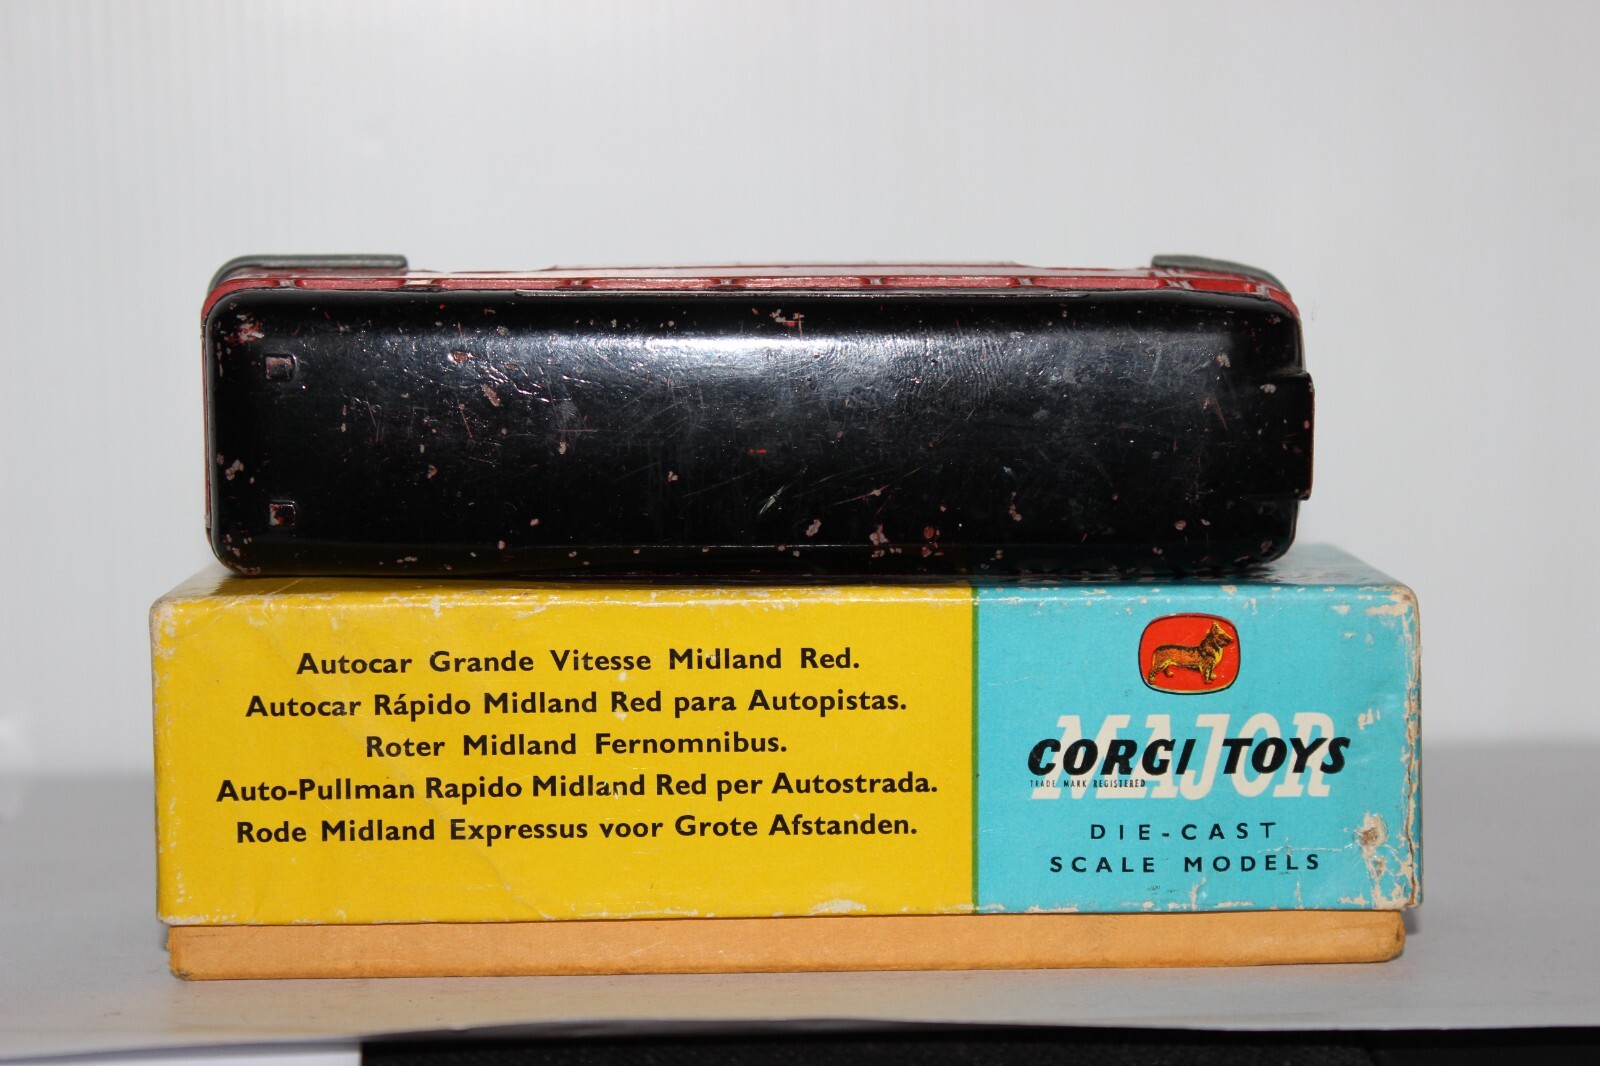 Autocar Grande Vitesse Midland Red.
Autocar Rápido Midland Red para Autopistas.
Roter Midland Fernomnibus.
Auto-Pullman Rapido Midland Red per Autostrada.
Rode Midland Expressus voor Grote Afstanden.
MAJOR
CORGI TOYS
TRADE MARK REGISTERED
DIE-CAST
SCALE MODELS